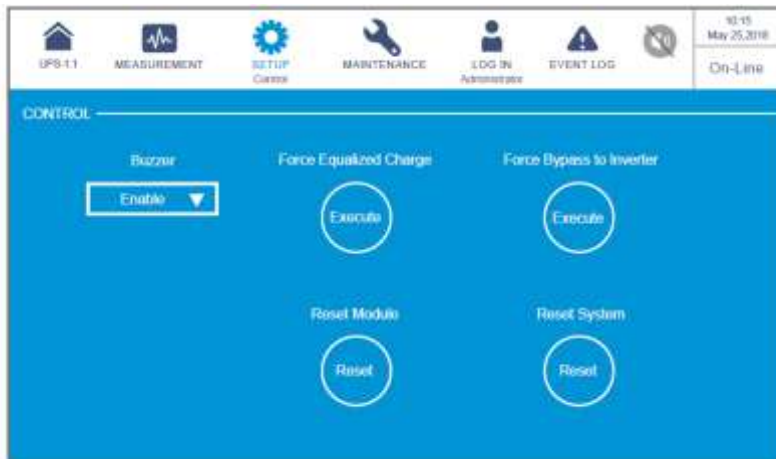 10:15
May 25,2018
UPS-1.1
MEASUREMENT
SETUP
Control
MAINTENANCE
LOG IN
Administrator
EVENT LOG
On-Line
CONTROL
Buzzer
Force Equalized Charge
Force Bypass to Inverter
Enable
Execute
Execute
Reset Module
Reset System
Reset
Reset